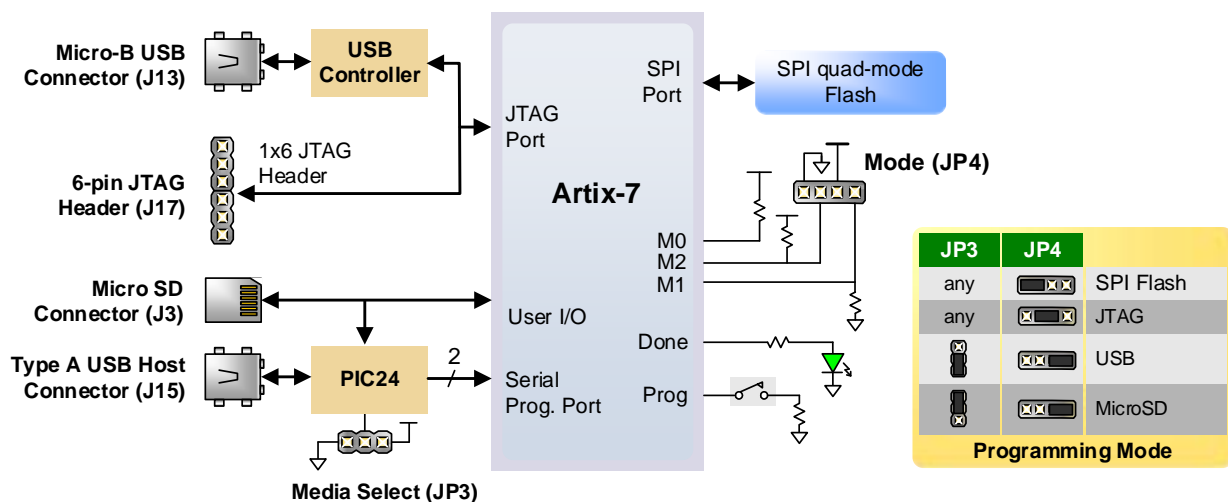 Micro-B USB
Connector (J13)
USB
Controller
6-pin JTAG
Header (J17)
1x6 JTAG
Header
Micro SD
Connector (J3)
Type A USB Host
Connector (J15)
PIC24
2
Media Select (JP3)
JTAG
Port
User I/O
Serial
Prog. Port
Artix-7
SPI
Port
M0
M2
M1
Done
Prog
SPI quad-mode
Flash
Mode (JP4)
JP3 JP4
any SPI Flash
any JTAG
USB
MicroSD
Programming Mode